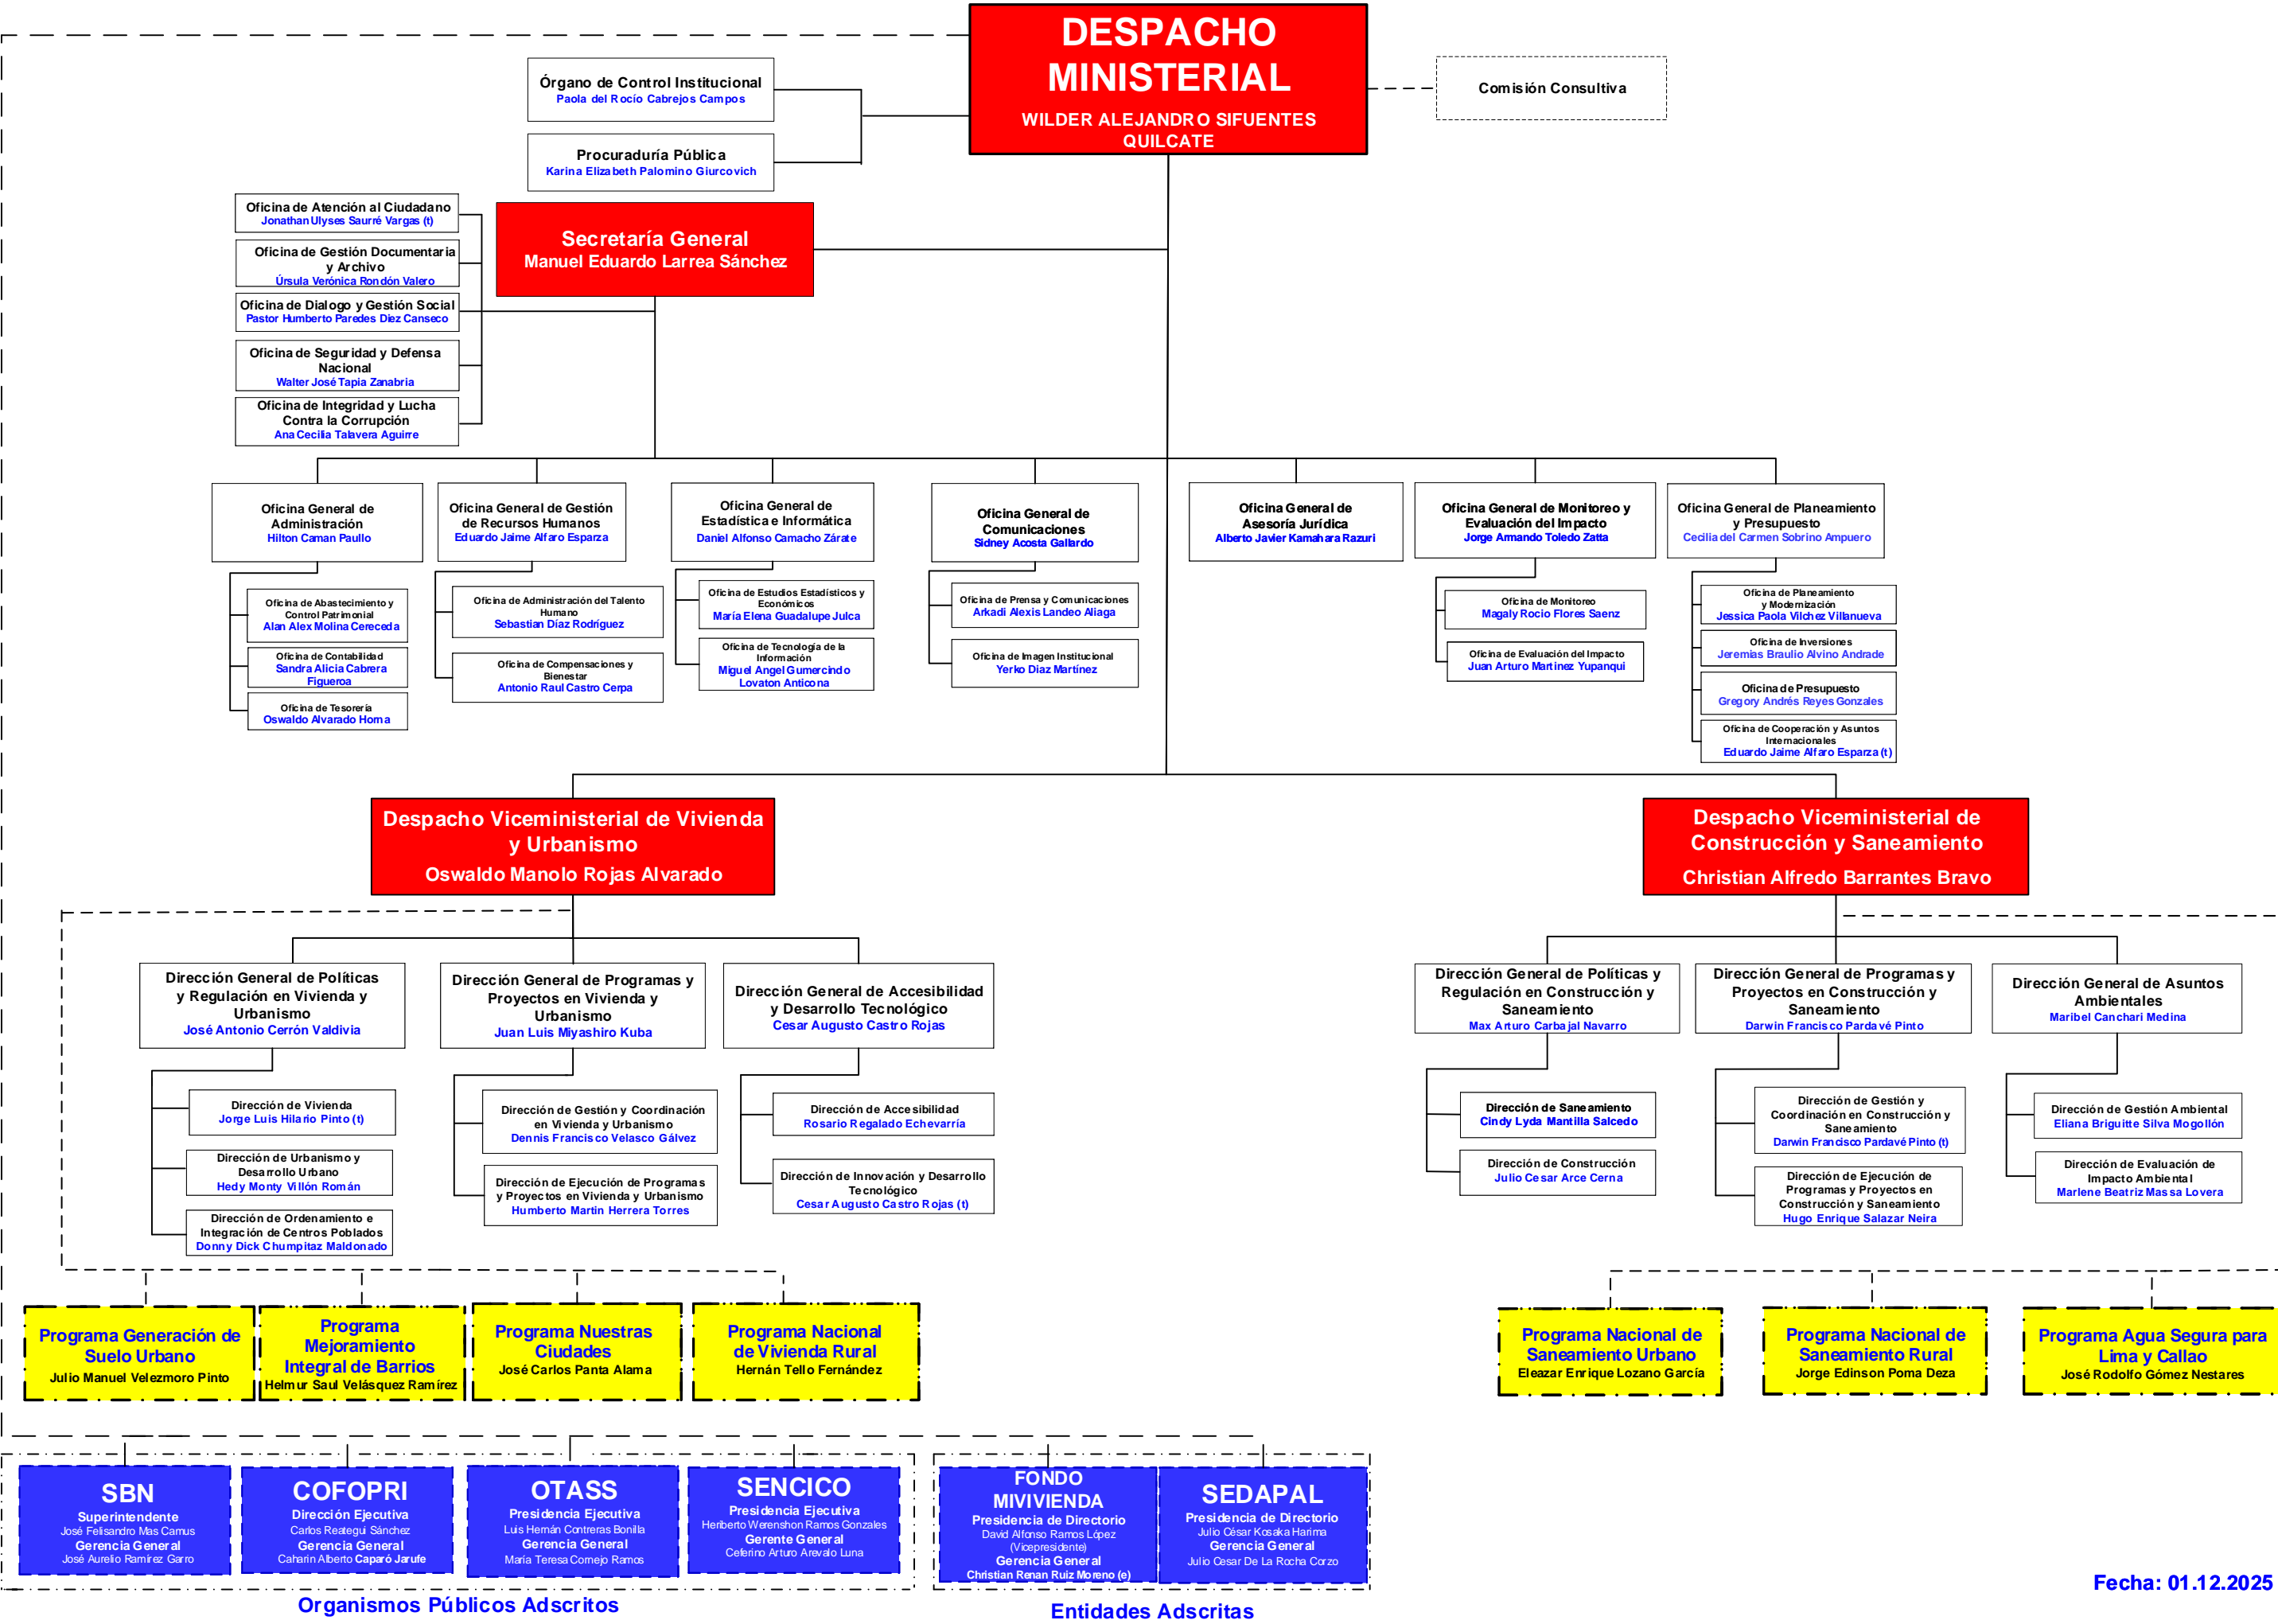 DESPACHO
MINISTERIAL
WILDER ALEJANDRO SIFUENTES
QUILCATE
Órgano de Control Institucional
Paola del Rocío Cabrejos Campos
Comisión Consultiva
Procuraduría Pública
Karina Elizabeth Palomino Giurcovich
Oficina de Atención al Ciudadano
Jonathan Ulyses Saurré Vargas (t)
Oficina de Gestión Documentaria
y Archivo
Úrsula Verónica Rondón Valero
Oficina de Dialogo y Gestión Social
Pastor Humberto Paredes Diez Canseco
Oficina de Seguridad y Defensa
Nacional
Walter José Tapia Zanabria
Oficina de Integridad y Lucha
Contra la Corrupción
Ana Cecilia Talavera Aguirre
Secretaría General
Manuel Eduardo Larrea Sánchez
Oficina General de
Administración
Hilton Caman Paullo
Oficina General de Gestión
de Recursos Humanos
Eduardo Jaime Alfaro Esparza
Oficina General de
Estadística e Informática
Daniel Alfonso Camacho Zárate
Oficina General de
Comunicaciones
Sidney Acosta Gallardo
Oficina General de
Asesoría Jurídica
Alberto Javier Kamahara Razuri
Oficina General de Monitoreo y
Evaluación del Impacto
Jorge Armando Toledo Zatta
Oficina General de Planeamiento
y Presupuesto
Cecilia del Carmen Sobrino Ampuero
Oficina de Abastecimiento y
Control Patrimonial
Alan Alex Molina Cereceda
Oficina de Contabilidad
Sandra Alicia Cabrera
Figueroa
Oficina de Tesorería
Oswaldo Alvarado Horna
Oficina de Administración del Talento
Humano
Sebastian Díaz Rodríguez
Oficina de Compensaciones y
Bienestar
Antonio Raul Castro Cerpa
Oficina de Estudios Estadísticos y
Económicos
María Elena Guadalupe Julca
Oficina de Tecnología de la
Información
Miguel Angel Gumercindo
Lovaton Anticona
Oficina de Prensa y Comunicaciones
Arkadi Alexis Landeo Aliaga
Oficina de Imagen Institucional
Yerko Diaz Martínez
Oficina de Monitoreo
Magaly Rocio Flores Saenz
Oficina de Evaluación del Impacto
Juan Arturo Martinez Yupanqui
Oficina de Planeamiento
y Modernización
Jessica Paola Vilchez Villanueva
Oficina de Inversiones
Jeremias Braulio Alvino Andrade
Oficina de Presupuesto
Gregory Andrés Reyes Gonzales
Oficina de Cooperación y Asuntos
Internacionales
Eduardo Jaime Alfaro Esparza (t)
Despacho Viceministerial de Vivienda
y Urbanismo
Oswaldo Manolo Rojas Alvarado
Despacho Viceministerial de
Construcción y Saneamiento
Christian Alfredo Barrantes Bravo
Dirección General de Políticas
y Regulación en Vivienda y
Urbanismo
José Antonio Cerrón Valdivia
Dirección General de Programas y
Proyectos en Vivienda y
Urbanismo
Juan Luis Miyashiro Kuba
Dirección General de Accesibilidad
y Desarrollo Tecnológico
Cesar Augusto Castro Rojas
Dirección General de Políticas y
Regulación en Construcción y
Saneamiento
Max Arturo Carbajal Navarro
Dirección General de Programas y
Proyectos en Construcción y
Saneamiento
Darwin Francisco Pardavé Pinto
Dirección General de Asuntos
Ambientales
Maribel Canchari Medina
Dirección de Vivienda
Jorge Luis Hilario Pinto (t)
Dirección de Urbanismo y
Desarrollo Urbano
Hedy Monty Villón Román
Dirección de Ordenamiento e
Integración de Centros Poblados
Donny Dick Chumpitaz Maldonado
Dirección de Gestión y Coordinación
en Vivienda y Urbanismo
Dennis Francisco Velasco Gálvez
Dirección de Ejecución de Programas
y Proyectos en Vivienda y Urbanismo
Humberto Martin Herrera Torres
Dirección de Accesibilidad
Rosario Regalado Echevarría
Dirección de Innovación y Desarrollo
Tecnológico
Cesar Augusto Castro Rojas (t)
Dirección de Saneamiento
Cindy Lyda Mantilla Salcedo
Dirección de Construcción
Julio Cesar Arce Cerna
Dirección de Gestión y
Coordinación en Construcción y
Saneamiento
Darwin Francisco Pardavé Pinto (t)
Dirección de Ejecución de
Programas y Proyectos en
Construcción y Saneamiento
Hugo Enrique Salazar Neira
Dirección de Gestión Ambiental
Eliana Briguitte Silva Mogollón
Dirección de Evaluación de
Impacto Ambiental
Marlene Beatriz Massa Lovera
Programa Generación de
Suelo Urbano
Julio Manuel Velezmoro Pinto
Programa
Mejoramiento
Integral de Barrios
Helmur Saul Velásquez Ramírez
Programa Nuestras
Ciudades
José Carlos Panta Alama
Programa Nacional
de Vivienda Rural
Hernán Tello Fernández
Programa Nacional de
Saneamiento Urbano
Eleazar Enrique Lozano García
Programa Nacional de
Saneamiento Rural
Jorge Edinson Poma Deza
Programa Agua Segura para
Lima y Callao
José Rodolfo Gómez Nestares
SBN
Superintendente
José Felisandro Mas Camus
Gerencia General
José Aurelio Ramírez Garro
COFOPRI
Dirección Ejecutiva
Carlos Reategui Sánchez
Gerencia General
Caharin Alberto Caparó Jarufe
OTASS
Presidencia Ejecutiva
Luis Hernán Contreras Bonilla
Gerencia General
María Teresa Cornejo Ramos
SENCICO
Presidencia Ejecutiva
Heriberto Werenshon Ramos Gonzales
Gerente General
Ceferino Arturo Arevalo Luna
FONDO
MIVIVIENDA
Presidencia de Directorio
David Alfonso Ramos López
(Vicepresidente)
Gerencia General
Christian Renan Ruiz Moreno (e)
SEDAPAL
Presidencia de Directorio
Julio César Kosaka Harima
Gerencia General
Julio Cesar De La Rocha Corzo
Organismos Públicos Adscritos
Entidades Adscritas
Fecha: 01.12.2025